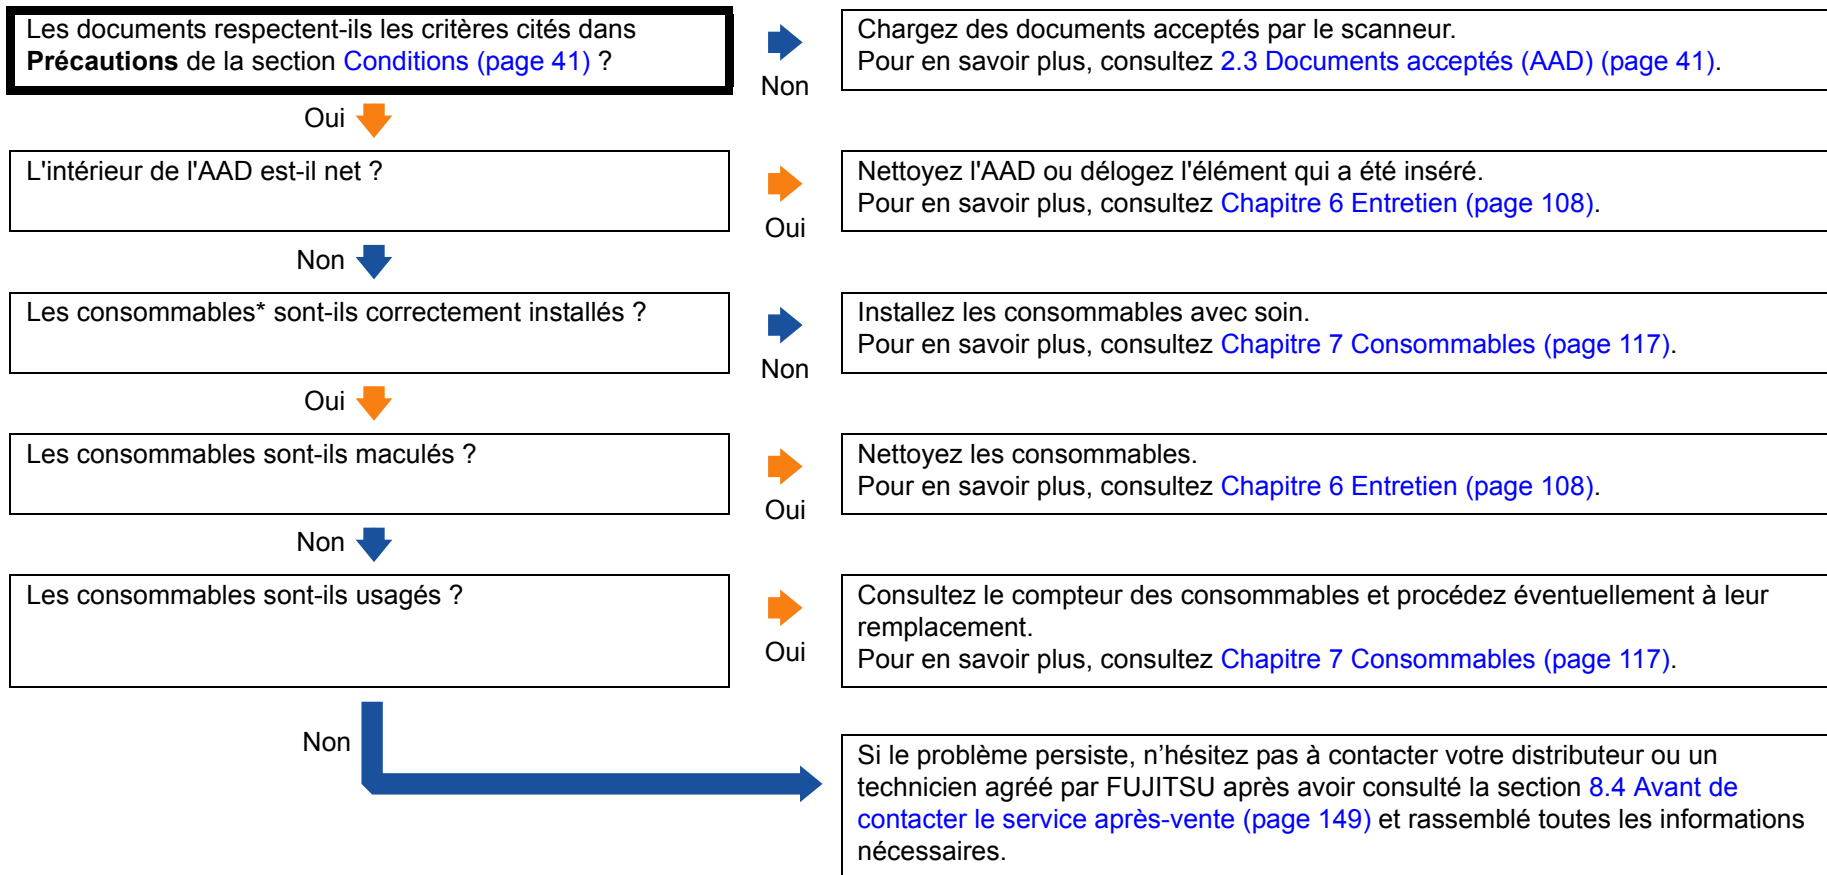 Les documents respectent-ils les critères cités dans
Précautions de la section Conditions (page 41) ?
Non
Chargez des documents acceptés par le scanneur.
Pour en savoir plus, consultez 2.3 Documents acceptés (AAD) (page 41).
Oui
L'intérieur de l'AAD est-il net ?
Oui
Nettoyez l'AAD ou délogez l'élément qui a été inséré.
Pour en savoir plus, consultez Chapitre 6 Entretien (page 108).
Non
Les consommables* sont-ils correctement installés ?
Non
Installez les consommables avec soin.
Pour en savoir plus, consultez Chapitre 7 Consommables (page 117).
Oui
Les consommables sont-ils maculés ?
Oui
Nettoyez les consommables.
Pour en savoir plus, consultez Chapitre 6 Entretien (page 108).
Non
Les consommables sont-ils usagés ?
Oui
Consultez le compteur des consommables et procédez éventuellement à leur
remplacement.
Pour en savoir plus, consultez Chapitre 7 Consommables (page 117).
Non
Si le problème persiste, n’hésitez pas à contacter votre distributeur ou un
technicien agréé par FUJITSU après avoir consulté la section 8.4 Avant de
contacter le service après-vente (page 149) et rassemblé toutes les informations
nécessaires.